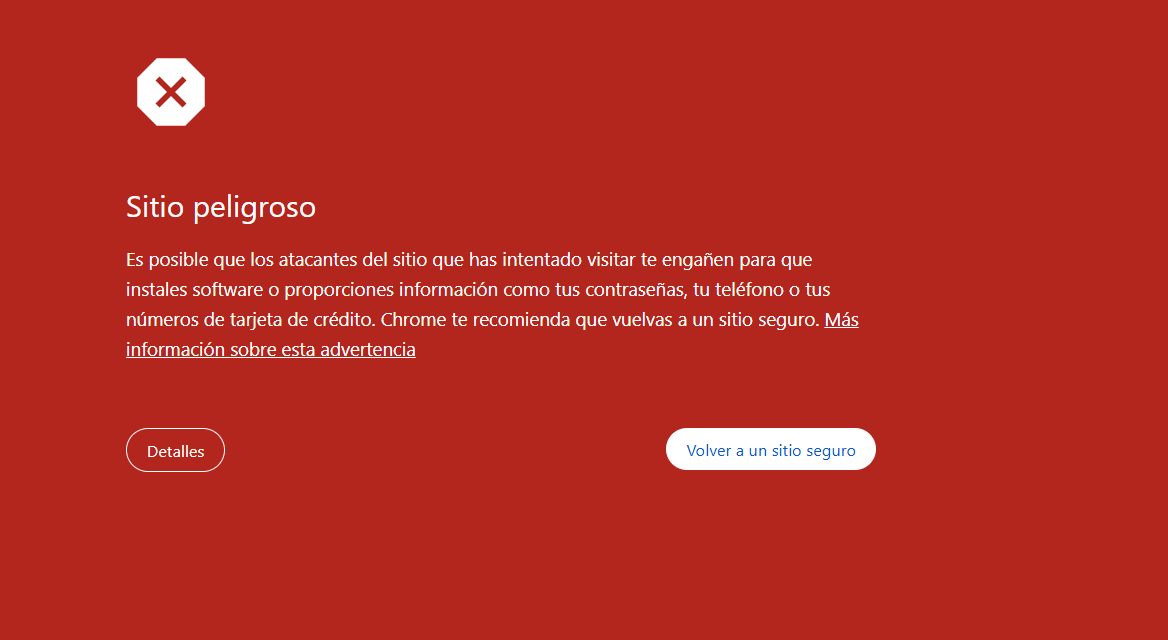 Sitio peligroso
Es posible que los atacantes del sitio que has intentado visitar te engañen para que
instales software o proporciones información como tus contraseñas, tu teléfono o tus
números de tarjeta de crédito. Chrome te recomienda que vuelvas a un sitio seguro. Más
información sobre esta advertencia
Detalles
Volver a un sitio seguro